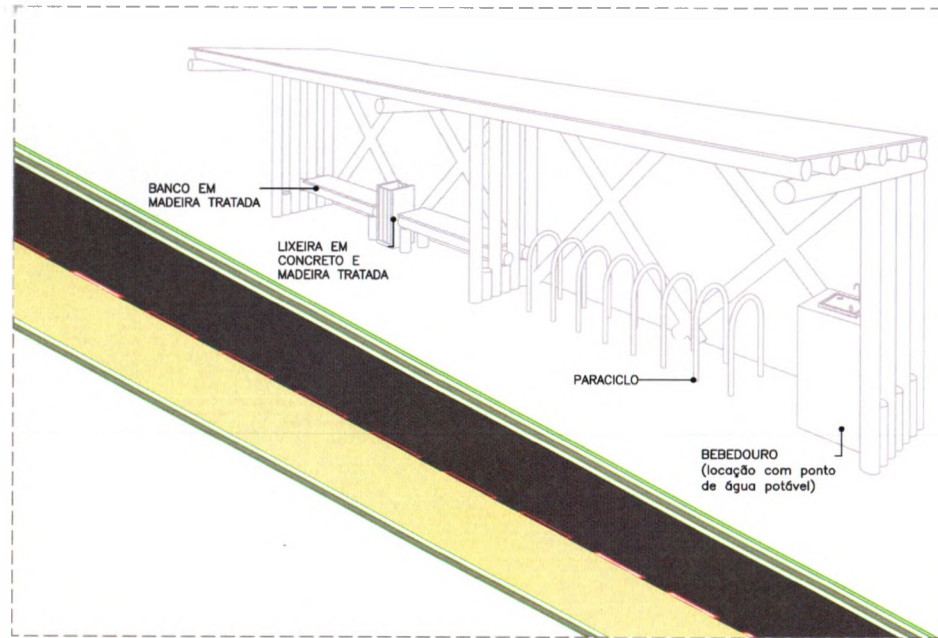 BANCO EM
MADEIRA TRATADA
LIXEIRA EM
CONCRETO E
MADEIRA TRATADA
PARACICLO
BEBEDOURO
(locação com ponto
de água potável)